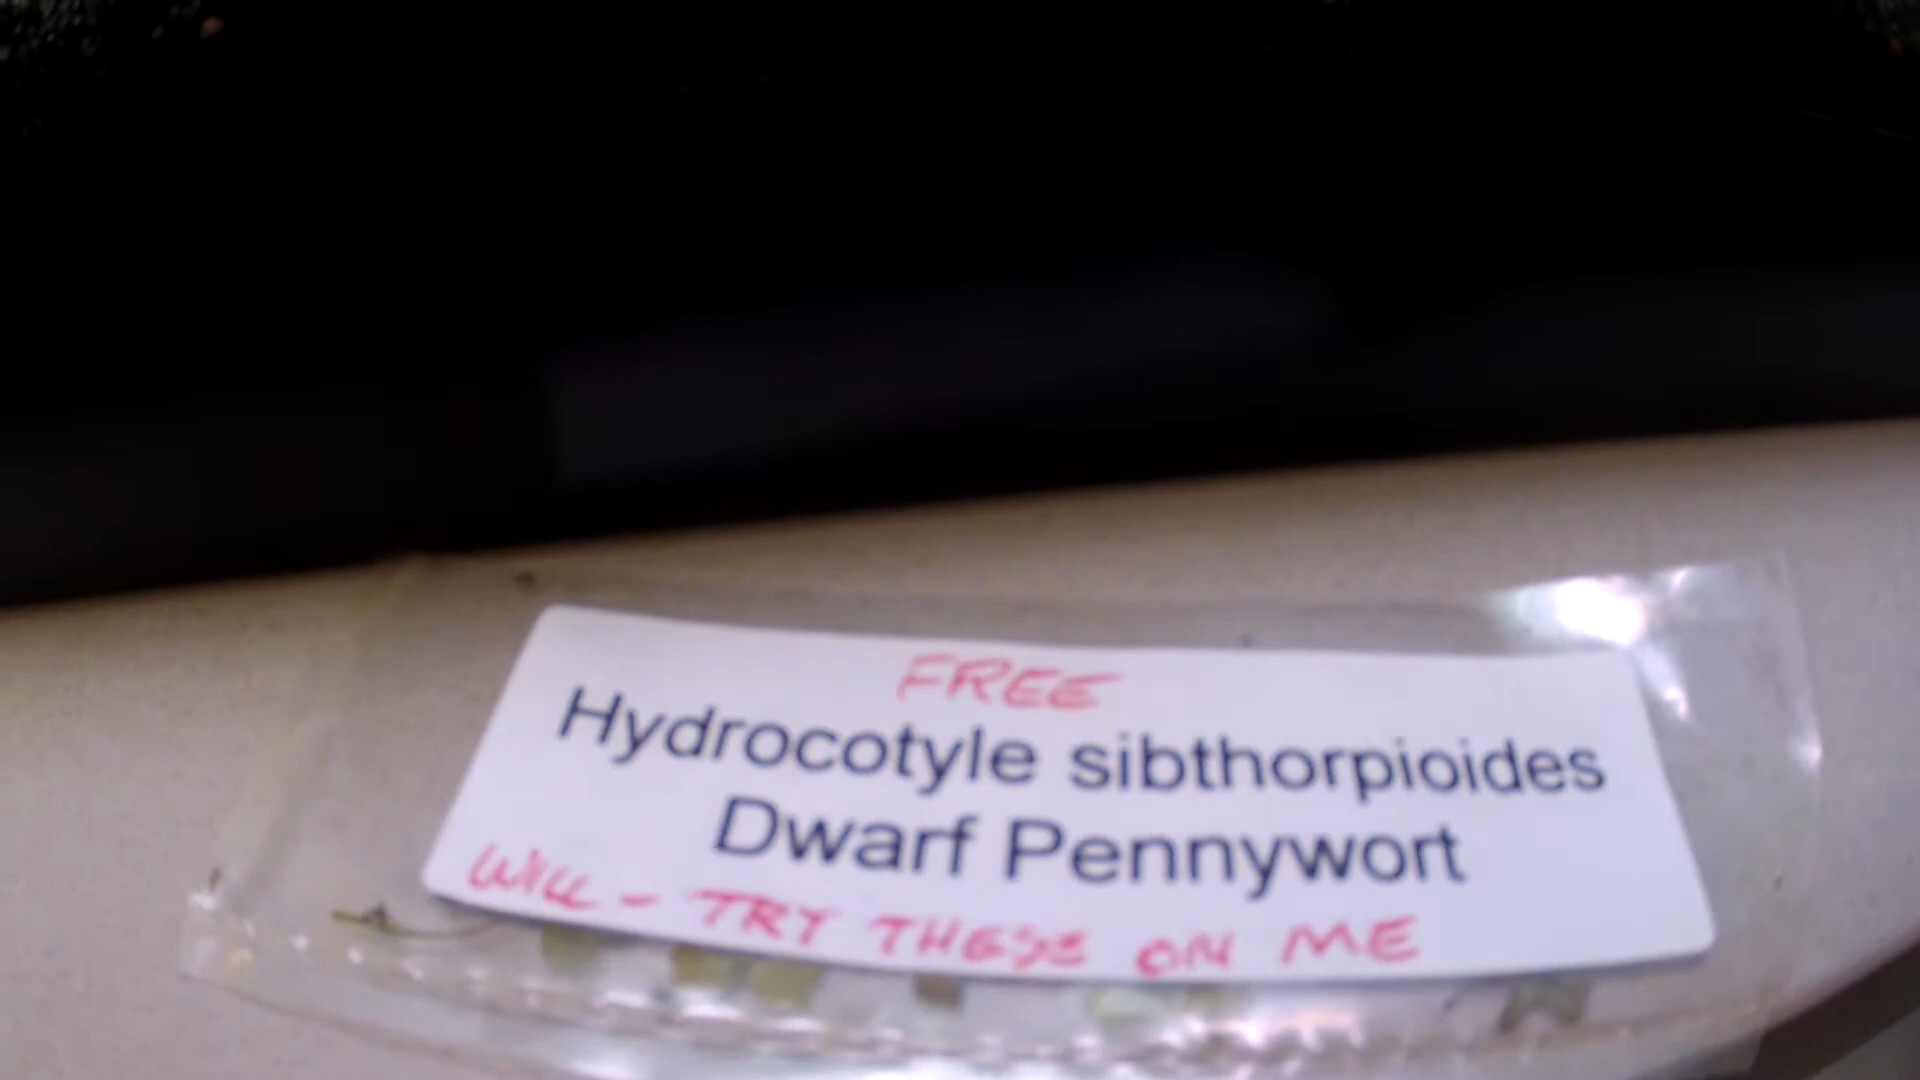 FREE
Hydrocotyle sibthorpioides
Dwarf Pennywort
WILL - TRY THESE ON ME